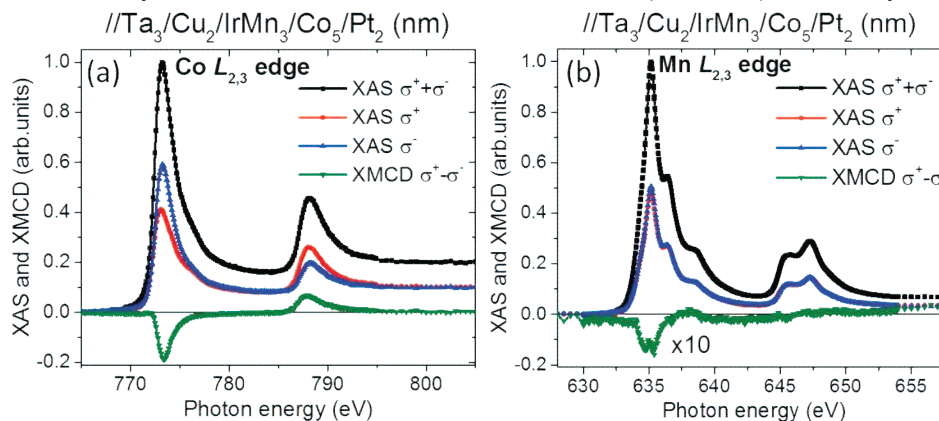 //Ta3/Cu2/IrMn3/Co5/Pt2 (nm)
//Ta3/Cu2/IrMn3/Co5/Pt2 (nm)
(a) Co L2,3 edge
XAS σ++σ-
XAS σ+
XAS σ-
XMCD σ+-σ-
XAS and XMCD (arb.units)
1.0
0.8
0.6
0.4
0.2
0.0
-0.2
770
780
790
800
Photon energy (eV)
(b) Mn L2,3 edge
XAS σ++σ-
XAS σ+
XAS σ-
XMCD σ+-σ
x10
XAS and XMCD (arb.units)
1.0
0.8
0.6
0.4
0.2
0.0
-0.2
630
635
640
645
650
655
Photon energy (eV)